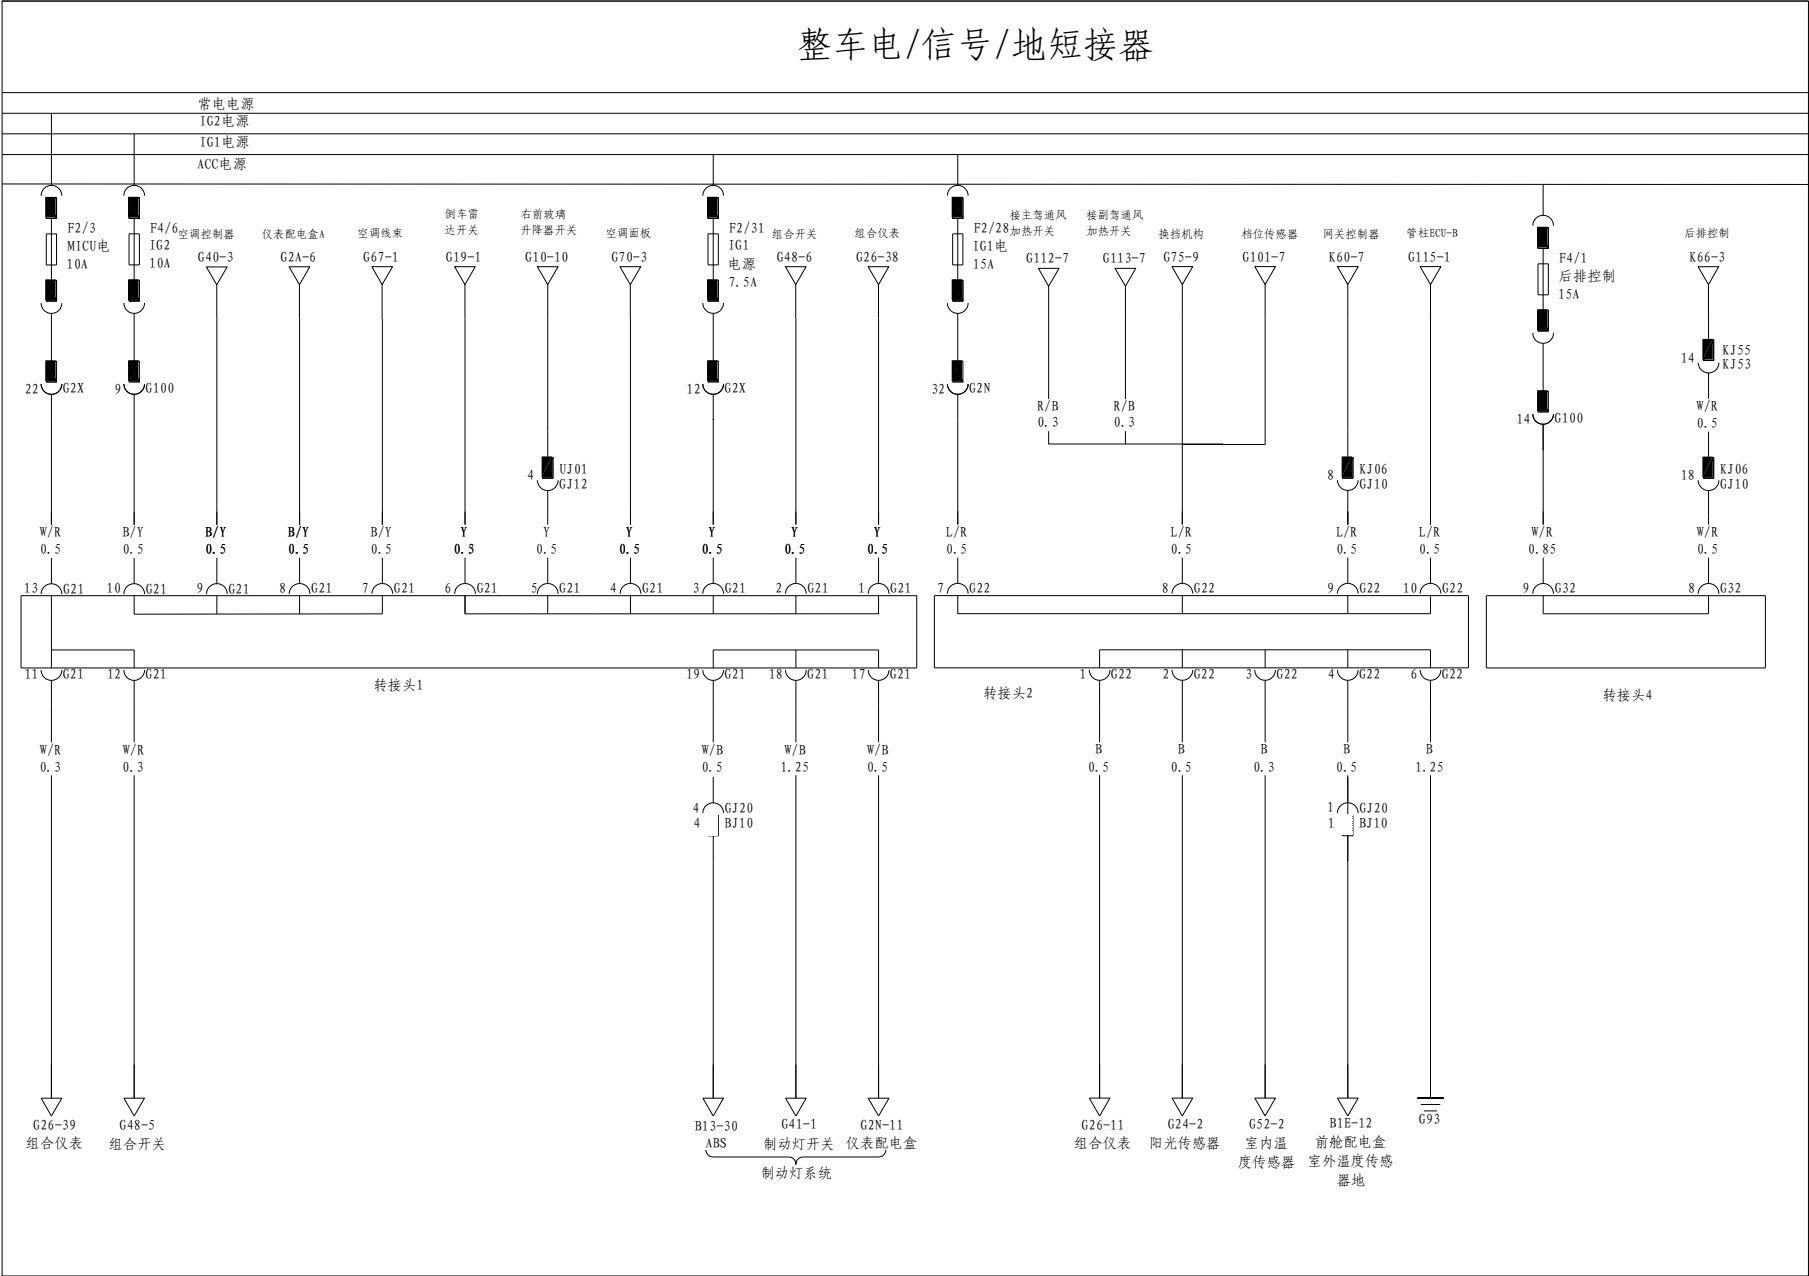 整车电/信号/地短接器
常电电源
IG2电源
IG1电源
ACC电源
F2/3
MICU电
10A
F4/6
IG2
10A
空调控制器
G40-3
仪表配电盒A
G2A-6
空调线束
G67-1
倒车雷
达开关
G19-1
右前玻璃
升降器开关
G10-10
空调面板
G70-3
F2/31
IG1
电源
7.5A
组合开关
G48-6
组合仪表
G26-38
F2/28
IG1电
15A
接主驾通风
加热开关
G112-7
接副驾通风
加热开关
G113-7
换挡机构
G75-9
档位传感器
G101-7
网关控制器
K60-7
管柱ECU-B
G115-1
F4/1
后排控制
15A
后排控制
K66-3
22 G2X
9 G100
12 G2X
32 G2N
14 KJ55
KJ53
R/B
0.3
R/B
0.3
14 G100
W/R
0.5
4 UJ01
GJ12
8 KJ06
GJ10
18 KJ06
GJ10
W/R
0.5
B/Y
0.5
B/Y
0.5
B/Y
0.5
B/Y
0.5
Y
0.5
Y
0.5
Y
0.5
Y
0.5
Y
0.5
Y
0.5
L/R
0.5
L/R
0.5
L/R
0.5
L/R
0.5
W/R
0.85
W/R
0.5
13 G21
10 G21
9 G21
8 G21
7 G21
6 G21
5 G21
4 G21
3 G21
2 G21
1 G21
7 G22
8 G22
9 G22
10 G22
9 G32
8 G32
11 G21
12 G21
转接头1
19 G21
18 G21
17 G21
转接头2
1 G22
2 G22
3 G22
4 G22
6 G22
转接头4
W/R
0.3
W/R
0.3
W/B
0.5
W/B
1.25
W/B
0.5
B
0.5
B
0.5
B
0.3
B
0.5
B
1.25
4 GJ20
4 BJ10
1 GJ20
1 BJ10
G26-39
组合仪表
G48-5
组合开关
B13-30
ABS
G41-1
制动灯开关
G2N-11
仪表配电盒
制动灯系统
G26-11
组合仪表
G24-2
阳光传感器
G52-2
室内温
度传感器
B1E-12
前舱配电盒
室外温度传感
器地
G93